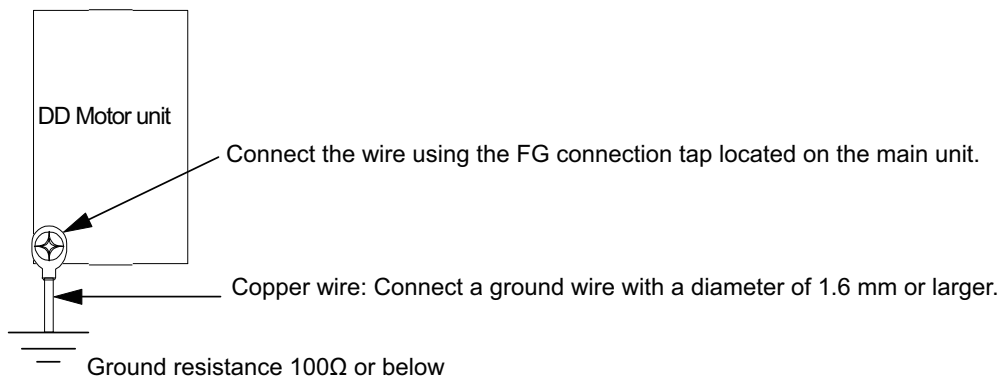 DD Motor unit
Connect the wire using the FG connection tap located on the main unit.
Copper wire: Connect a ground wire with a diameter of 1.6 mm or larger.
Ground resistance 100Ω or below